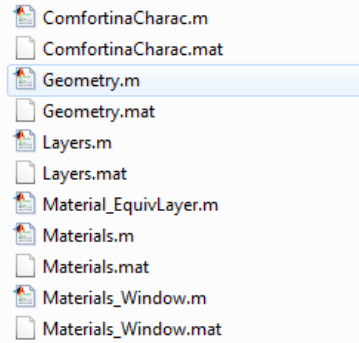 ComfortinaCharac.m
ComfortinaCharac.mat
Geometry.m
Geometry.mat
Layers.m
Layers.mat
Material_EquivLayer.m
Materials.m
Materials.mat
Materials_Window.m
Materials_Window.mat